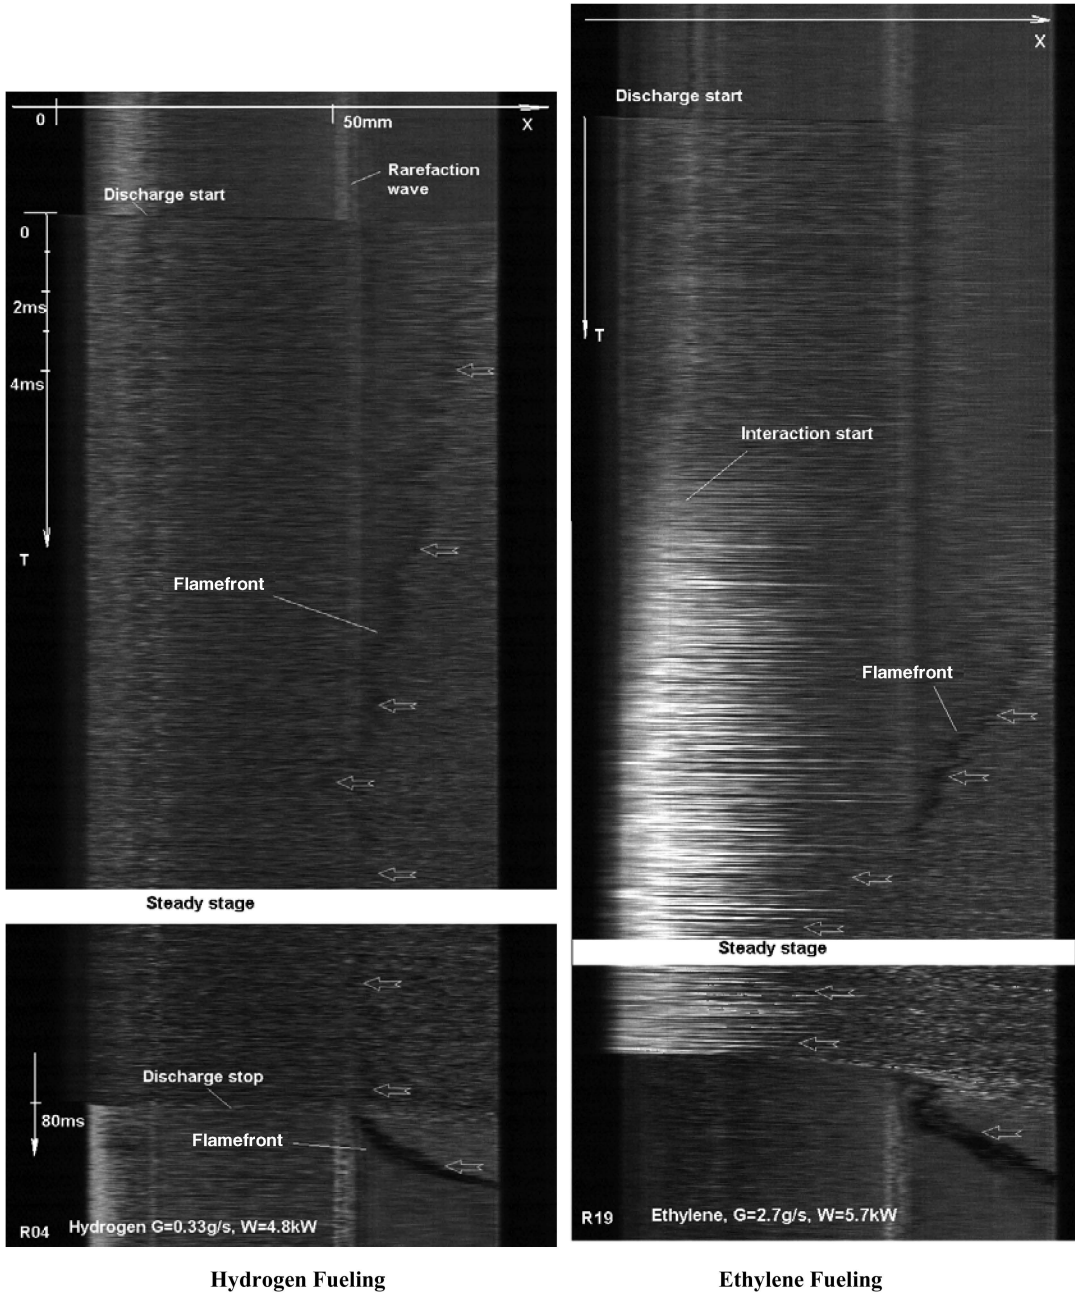 0
50mm
X
Rarefaction
wave
Discharge start
0
2ms
4ms
T
Flamefront
Steady stage
Discharge stop
80ms
Flamefront
R04
Hydrogen G=0.33g/s, W=4.8kW
Hydrogen Fueling
X
Discharge start
T
Interaction start
Flamefront
Steady stage
R19
Ethylene, G=2.7g/s, W=5.7kW
Ethylene Fueling